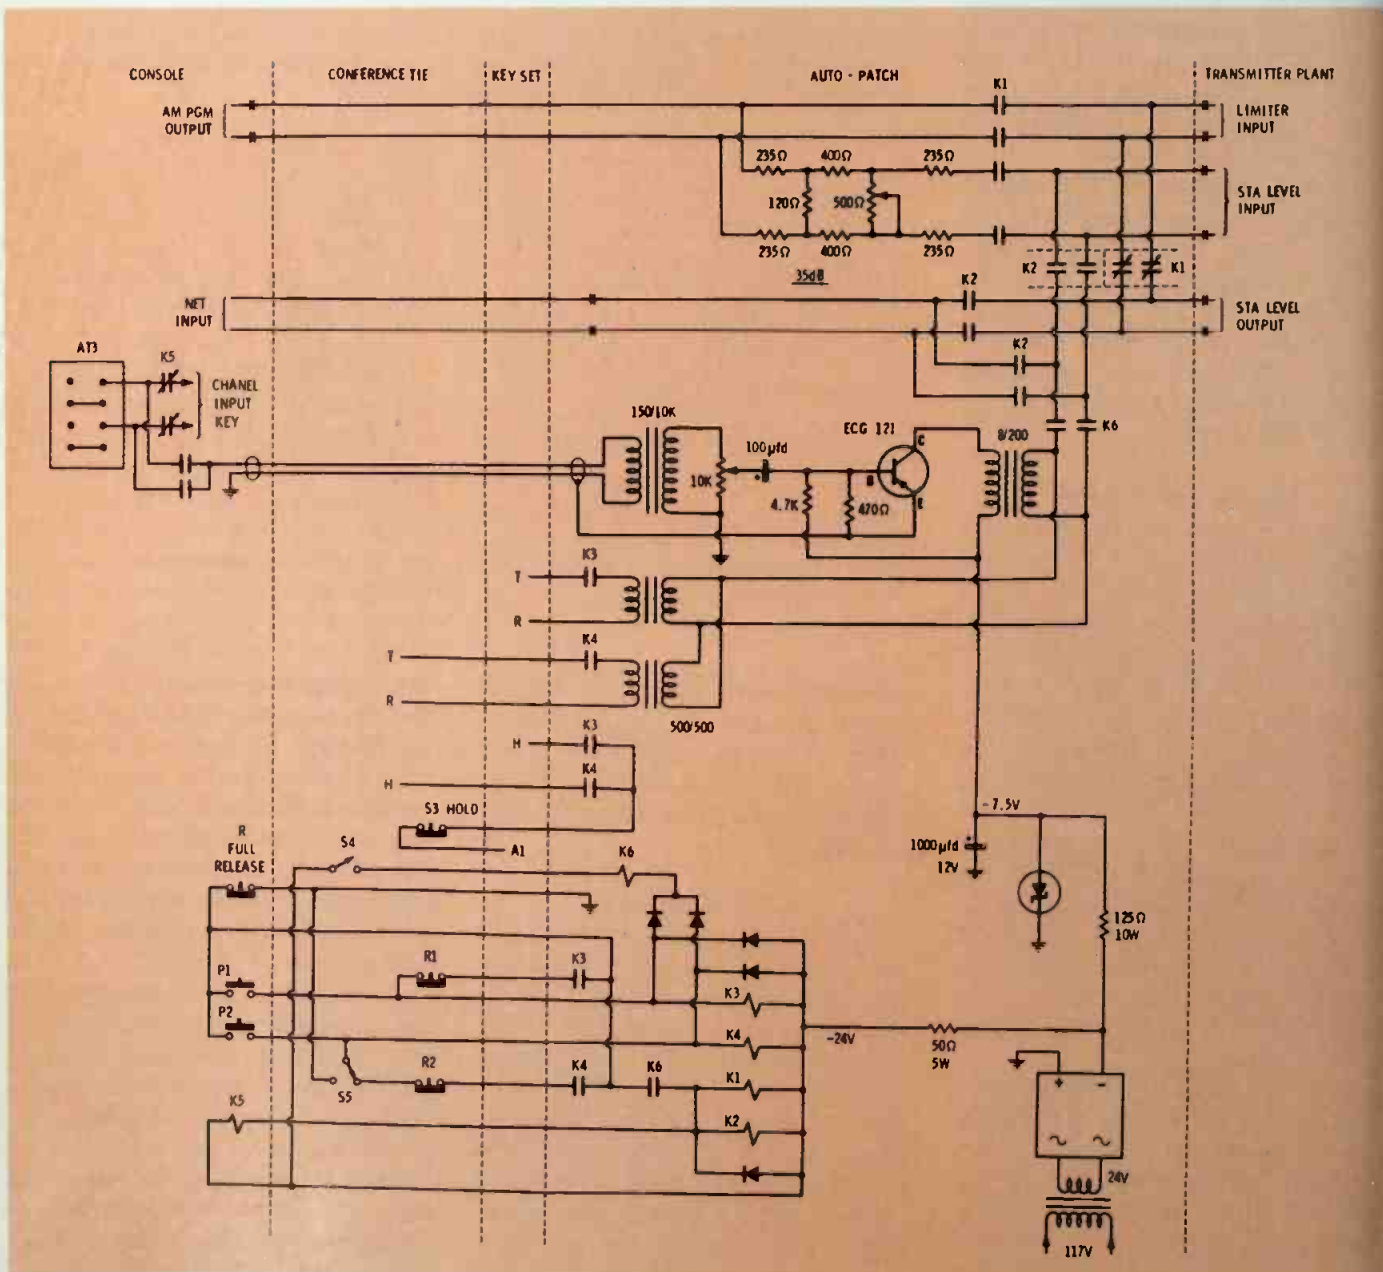 CONSOLE
CONFERENCE TIE
KEY SET
AUTO - PATCH
TRANSMITTER PLANT
K1
AM PGM
OUTPUT
LIMITER
INPUT
235Ω
400Ω
235Ω
120Ω
500Ω
STA LEVEL
INPUT
235Ω
400Ω
235Ω
35dB
K2
K1
K2
NET
INPUT
STA LEVEL
OUTPUT
AT3
K5
K2
CHANEL
INPUT
KEY
150/10K
100µfd
+
ECG 121
C
8/200
K6
10K
B
4.7K
470Ω
E
K3
T
R
K4
T
R
500/500
K3
H
K4
H
S3 HOLD
A1
-7.5V
1000µfd
12V
+
R
FULL
RELEASE
S4
K6
125Ω
10W
R1
K3
P1
K3
P2
K4
-24V
50Ω
5W
R2
K4
K6
K1
S5
+ -
K5
K2
~ ~
24V
117V